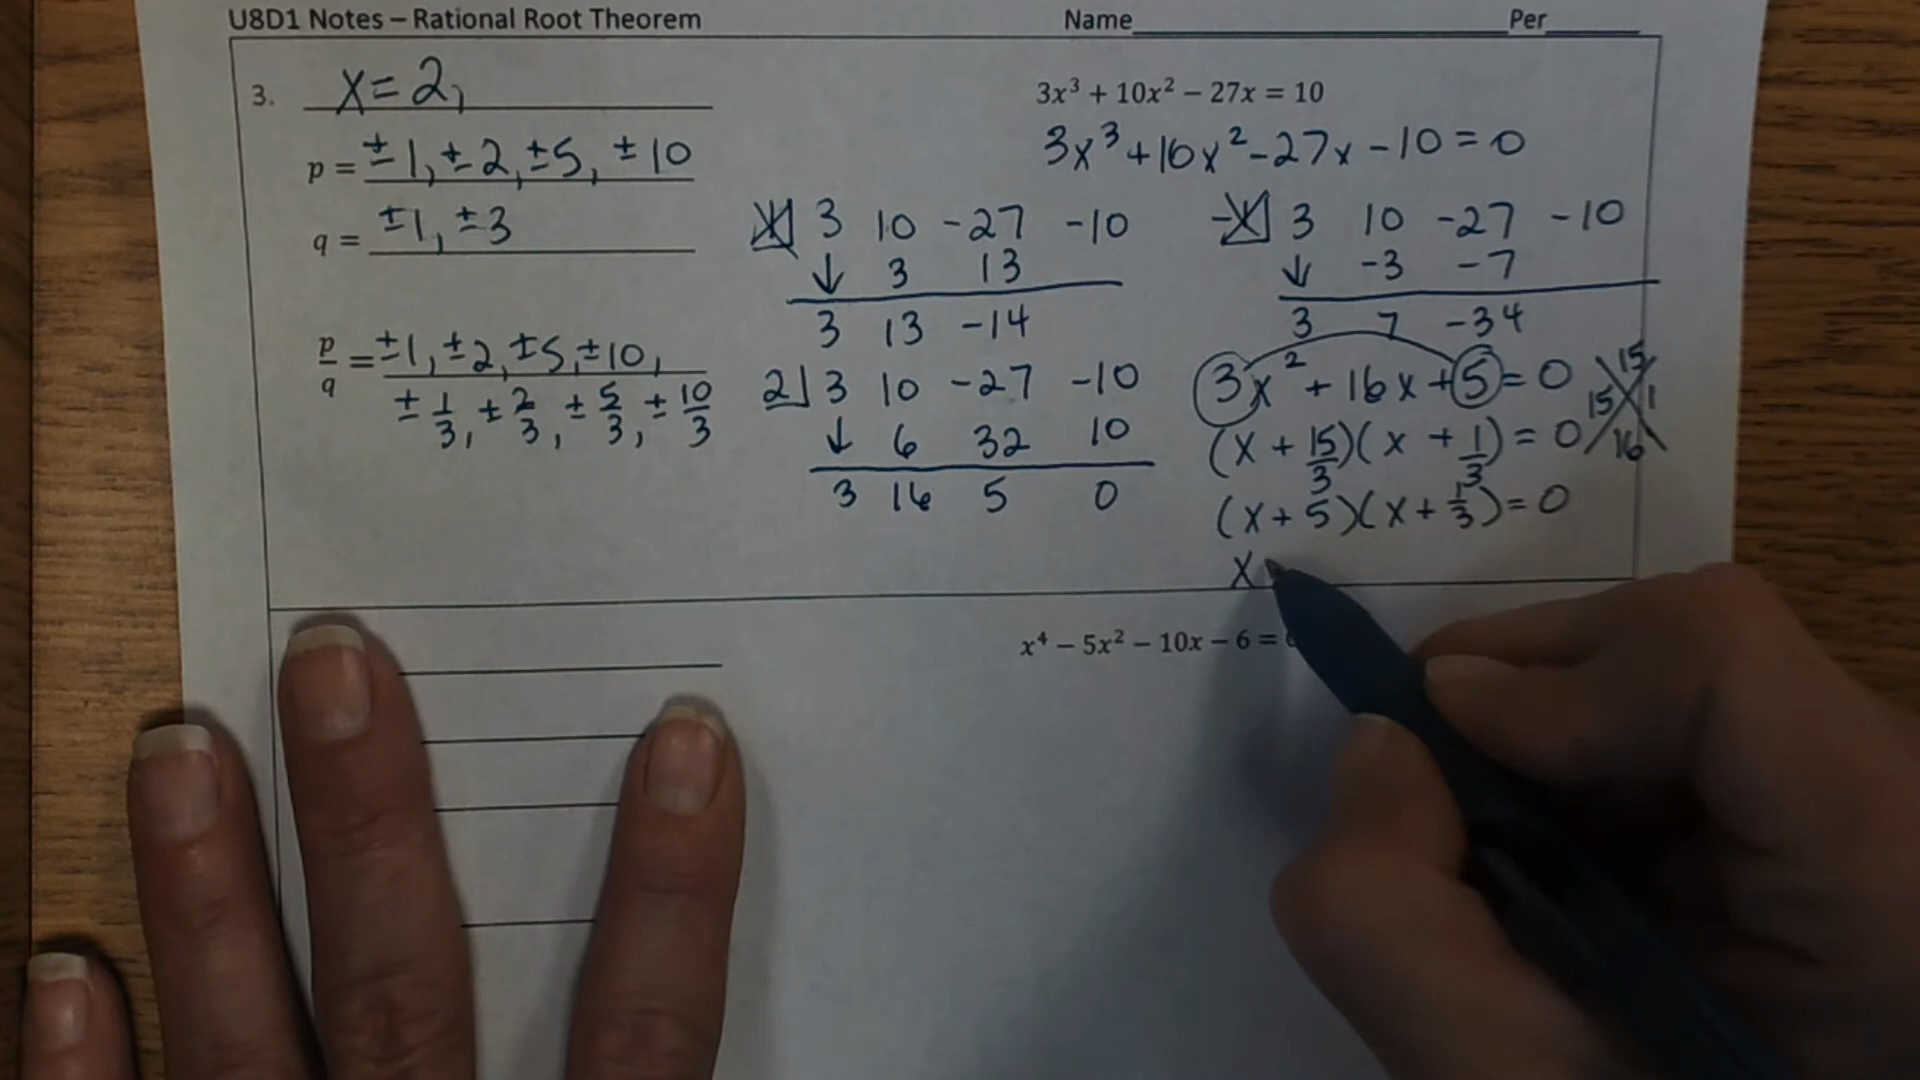 U8D1 Notes – Rational Root Theorem Name Per
3. x = 2,
p = ±1, ±2, ±5, ±10
q = ±1, ±3
p/q = ±1, ±2, ±5, ±10,
± 1/3, ± 2/3, ± 5/3, ± 10/3
3x³ + 10x² − 27x = 10
3x³ + 10x² − 27x − 10 = 0
1 3 10 -27 -10
↓ 3 13
3 13 -14
2 3 10 -27 -10
↓ 6 32 10
3 16 5 0
-1 3 10 -27 -10
↓ -3 -7
3 7 -34
3x² + 16x + 5 = 0
15
15 1
16
(x + 15/3)(x + 1/3) = 0
(x + 5)(x + 1/3) = 0
x
x⁴ − 5x² − 10x − 6 =